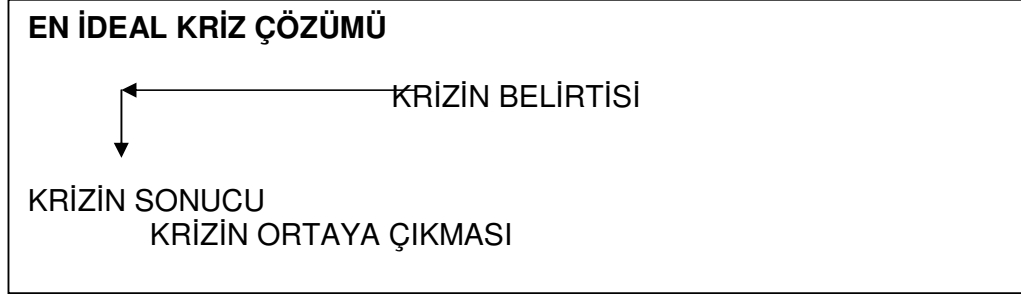 EN İDEAL KRİZ ÇÖZÜMÜ
KRİZİN BELİRTİSİ
KRİZİN SONUCU
KRİZİN ORTAYA ÇIKMASI